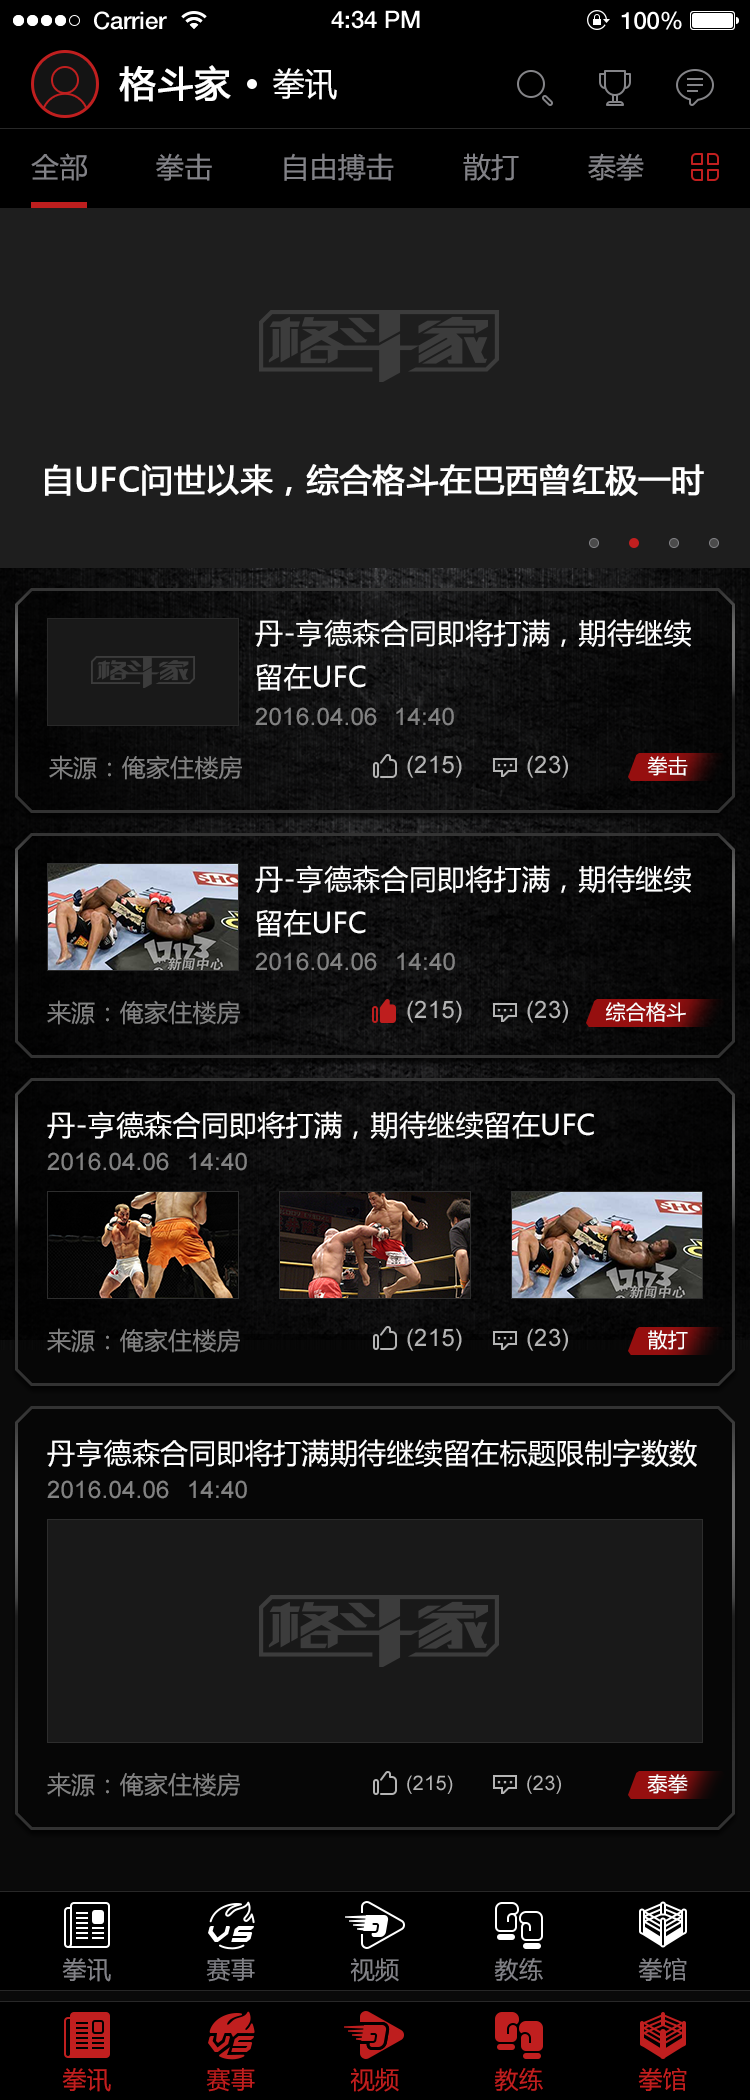 Carrier 4:34 PM 100%
格斗家 • 拳讯
全部 拳击 自由搏击 散打 泰拳
格斗家
自UFC问世以来，综合格斗在巴西曾红极一时
格斗家
丹-亨德森合同即将打满，期待继续
留在UFC
2016.04.06 14:40
来源：俺家住楼房 (215) (23) 拳击
SHO
17173
新闻中心
丹-亨德森合同即将打满，期待继续
留在UFC
2016.04.06 14:40
来源：俺家住楼房 (215) (23) 综合格斗
丹-亨德森合同即将打满，期待继续留在UFC
2016.04.06 14:40
SHO
17173
新闻中心
来源：俺家住楼房 (215) (23) 散打
丹亨德森合同即将打满期待继续留在标题限制字数数
2016.04.06 14:40
格斗家
来源：俺家住楼房 (215) (23) 泰拳
VS
拳讯 赛事 视频 教练 拳馆
VS
拳讯 赛事 视频 教练 拳馆